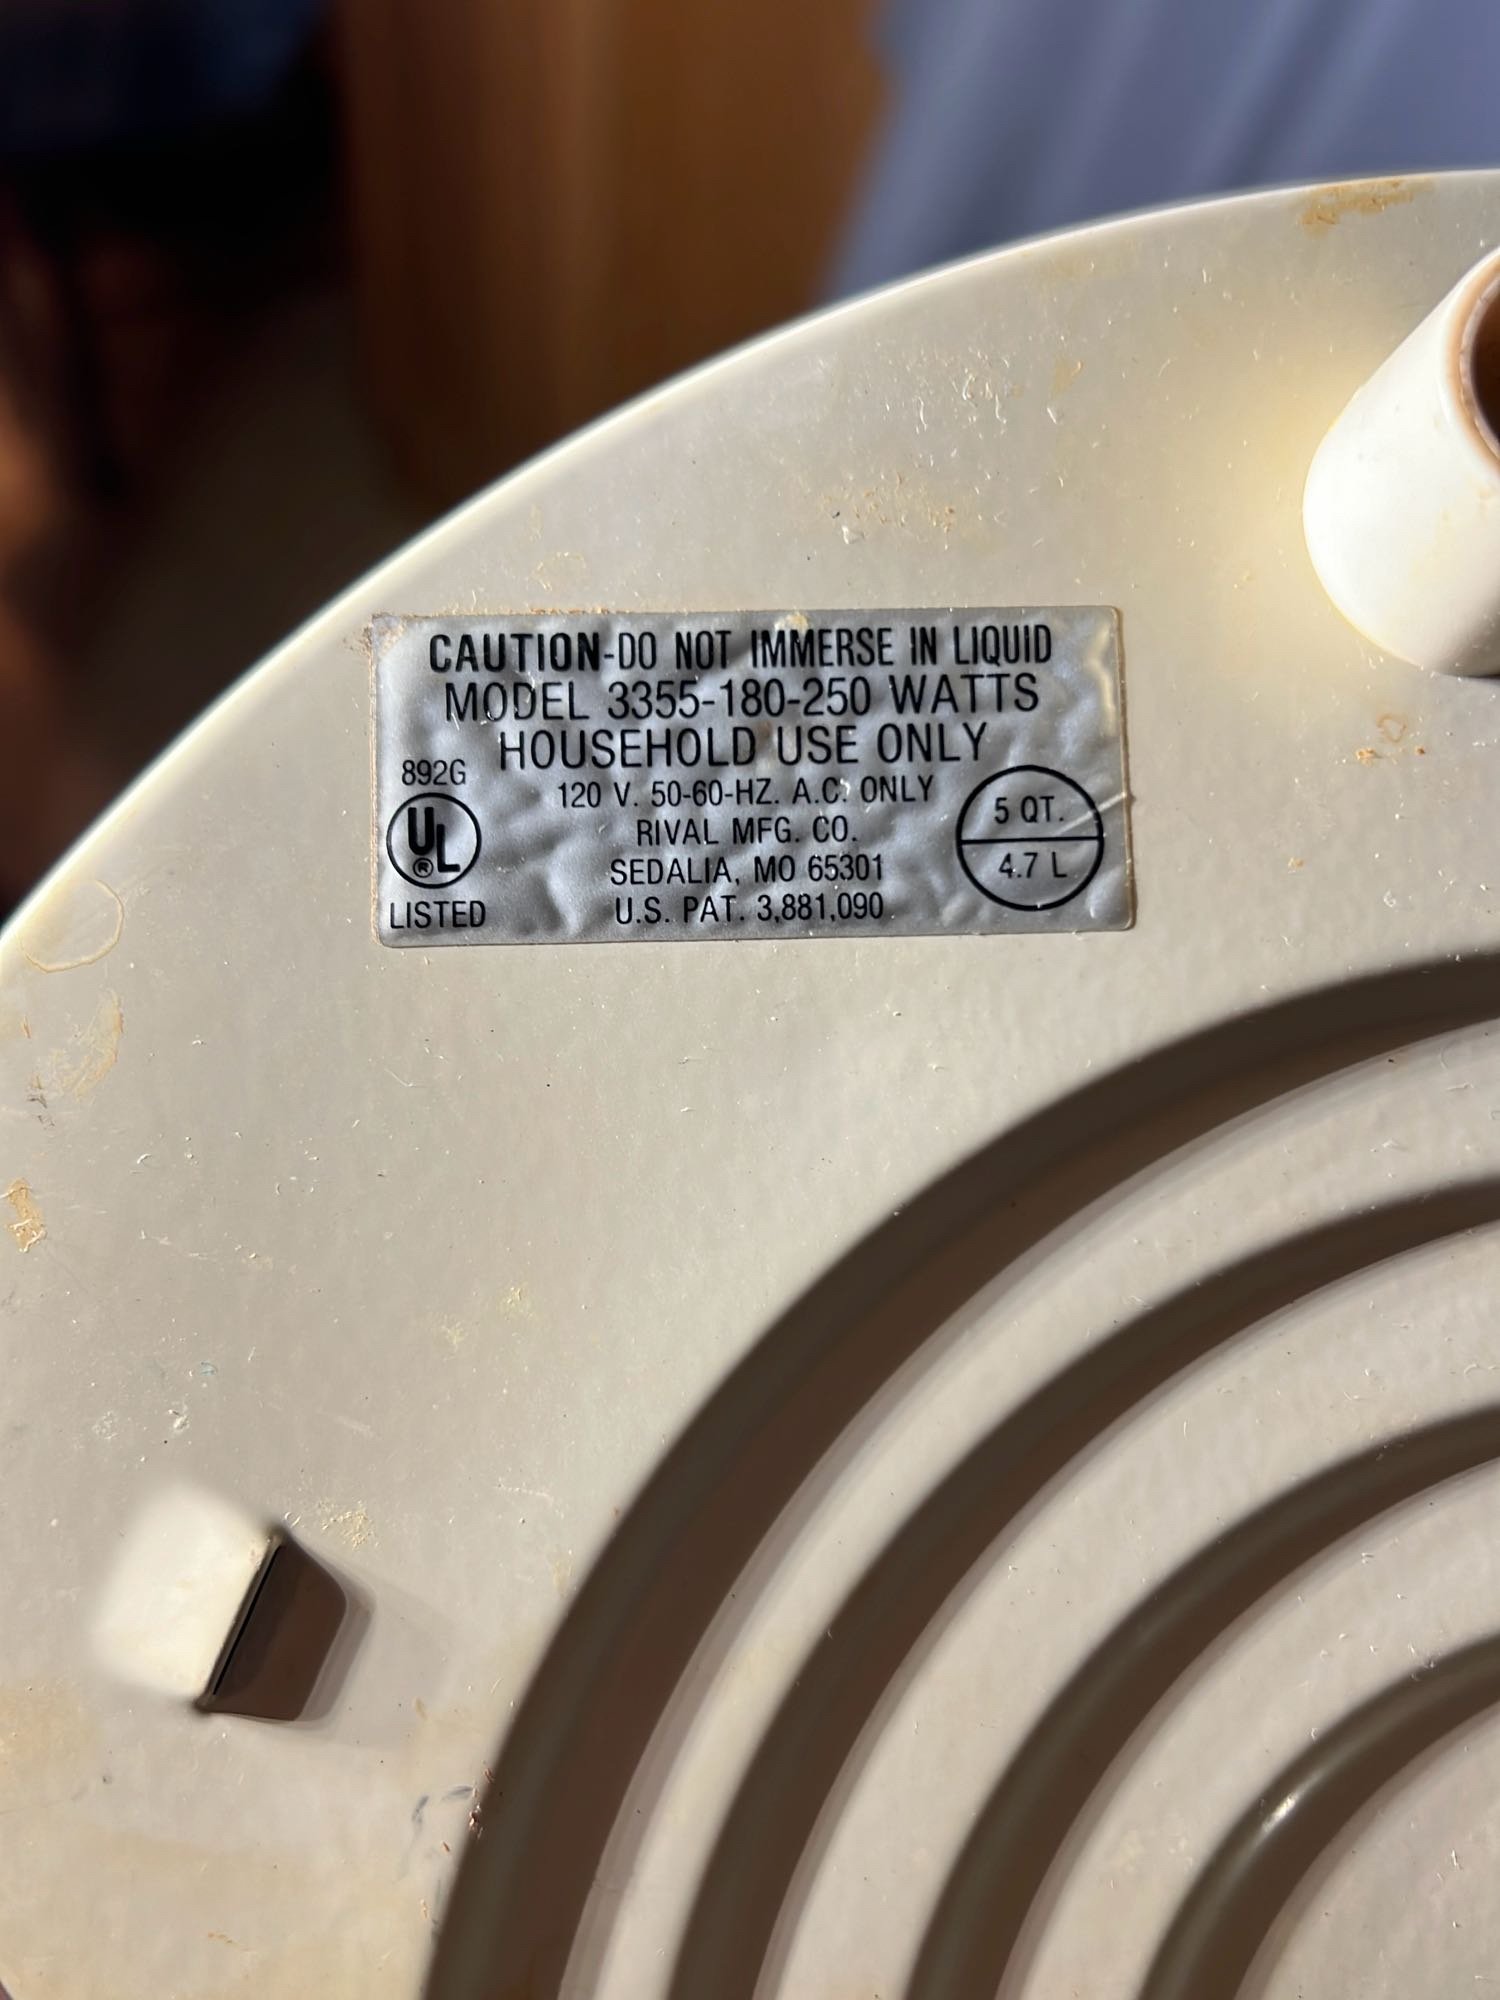 CAUTION-DO NOT IMMERSE IN LIQUID
MODEL 3355-180-250 WATTS
HOUSEHOLD USE ONLY
892G
120 V. 50-60-HZ. A.C. ONLY
RIVAL MFG. CO.
SEDALIA, MO 65301
U.S. PAT. 3,881,090
UL
®
LISTED
5 QT.
4.7 L